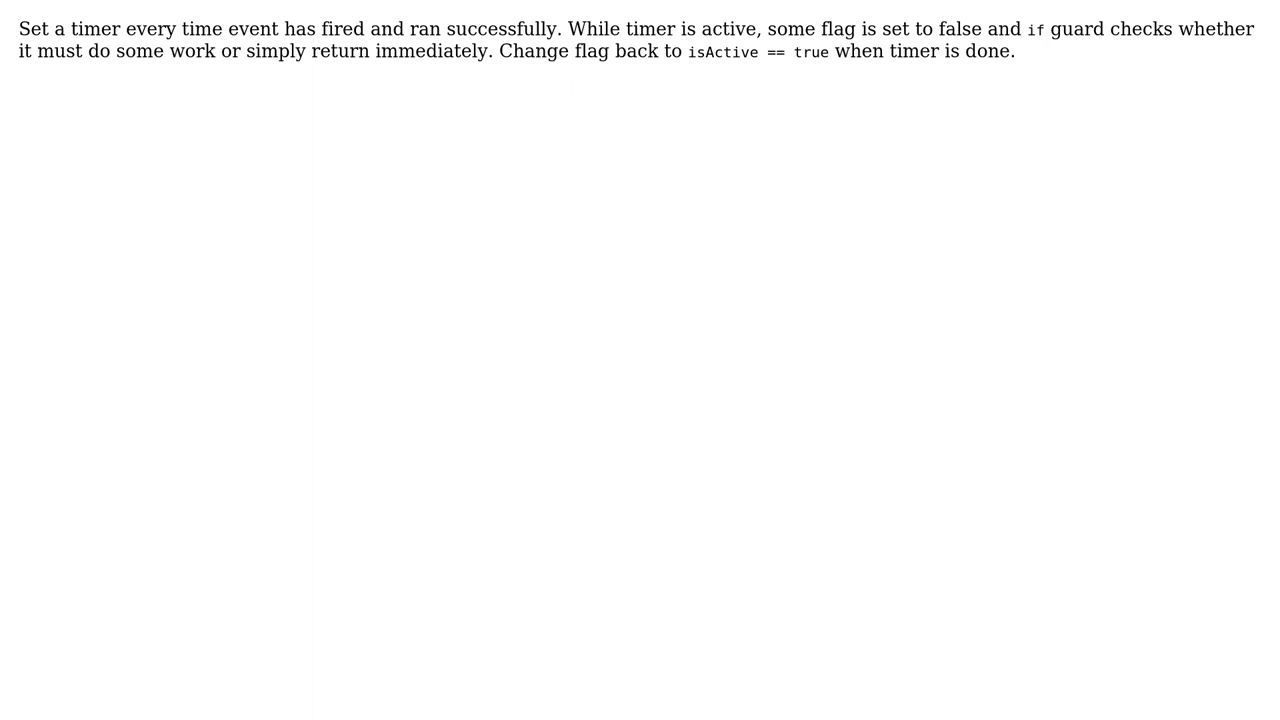 Set a timer every time event has fired and ran successfully. While timer is active, some flag is set to false and if guard checks whether
it must do some work or simply return immediately. Change flag back to isActive == true when timer is done.